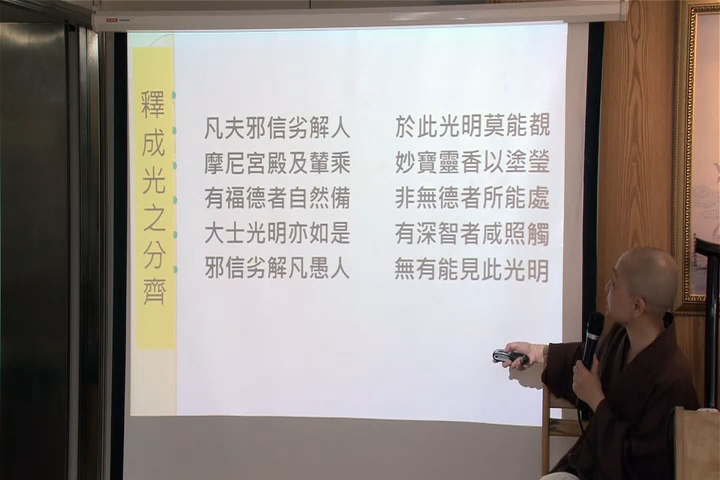 釋成光之分齊
凡夫邪信劣解人 於此光明莫能覩
摩尼宮殿及輦乘 妙寶靈香以塗瑩
有福德者自然備 非無德者所能處
大士光明亦如是 有深智者咸照觸
邪信劣解凡愚人 無有能見此光明